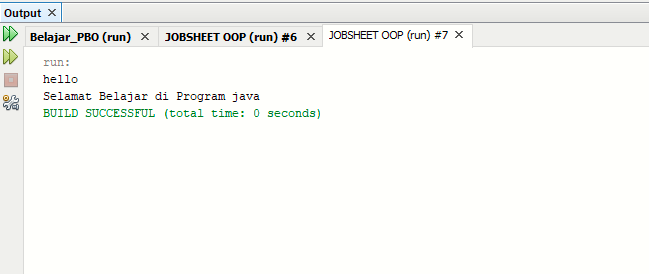 Output
Belajar_PBO (run) JOBSHEET OOP (run) #6 JOBSHEET OOP (run) #7
run:
hello
Selamat Belajar di Program java
BUILD SUCCESSFUL (total time: 0 seconds)